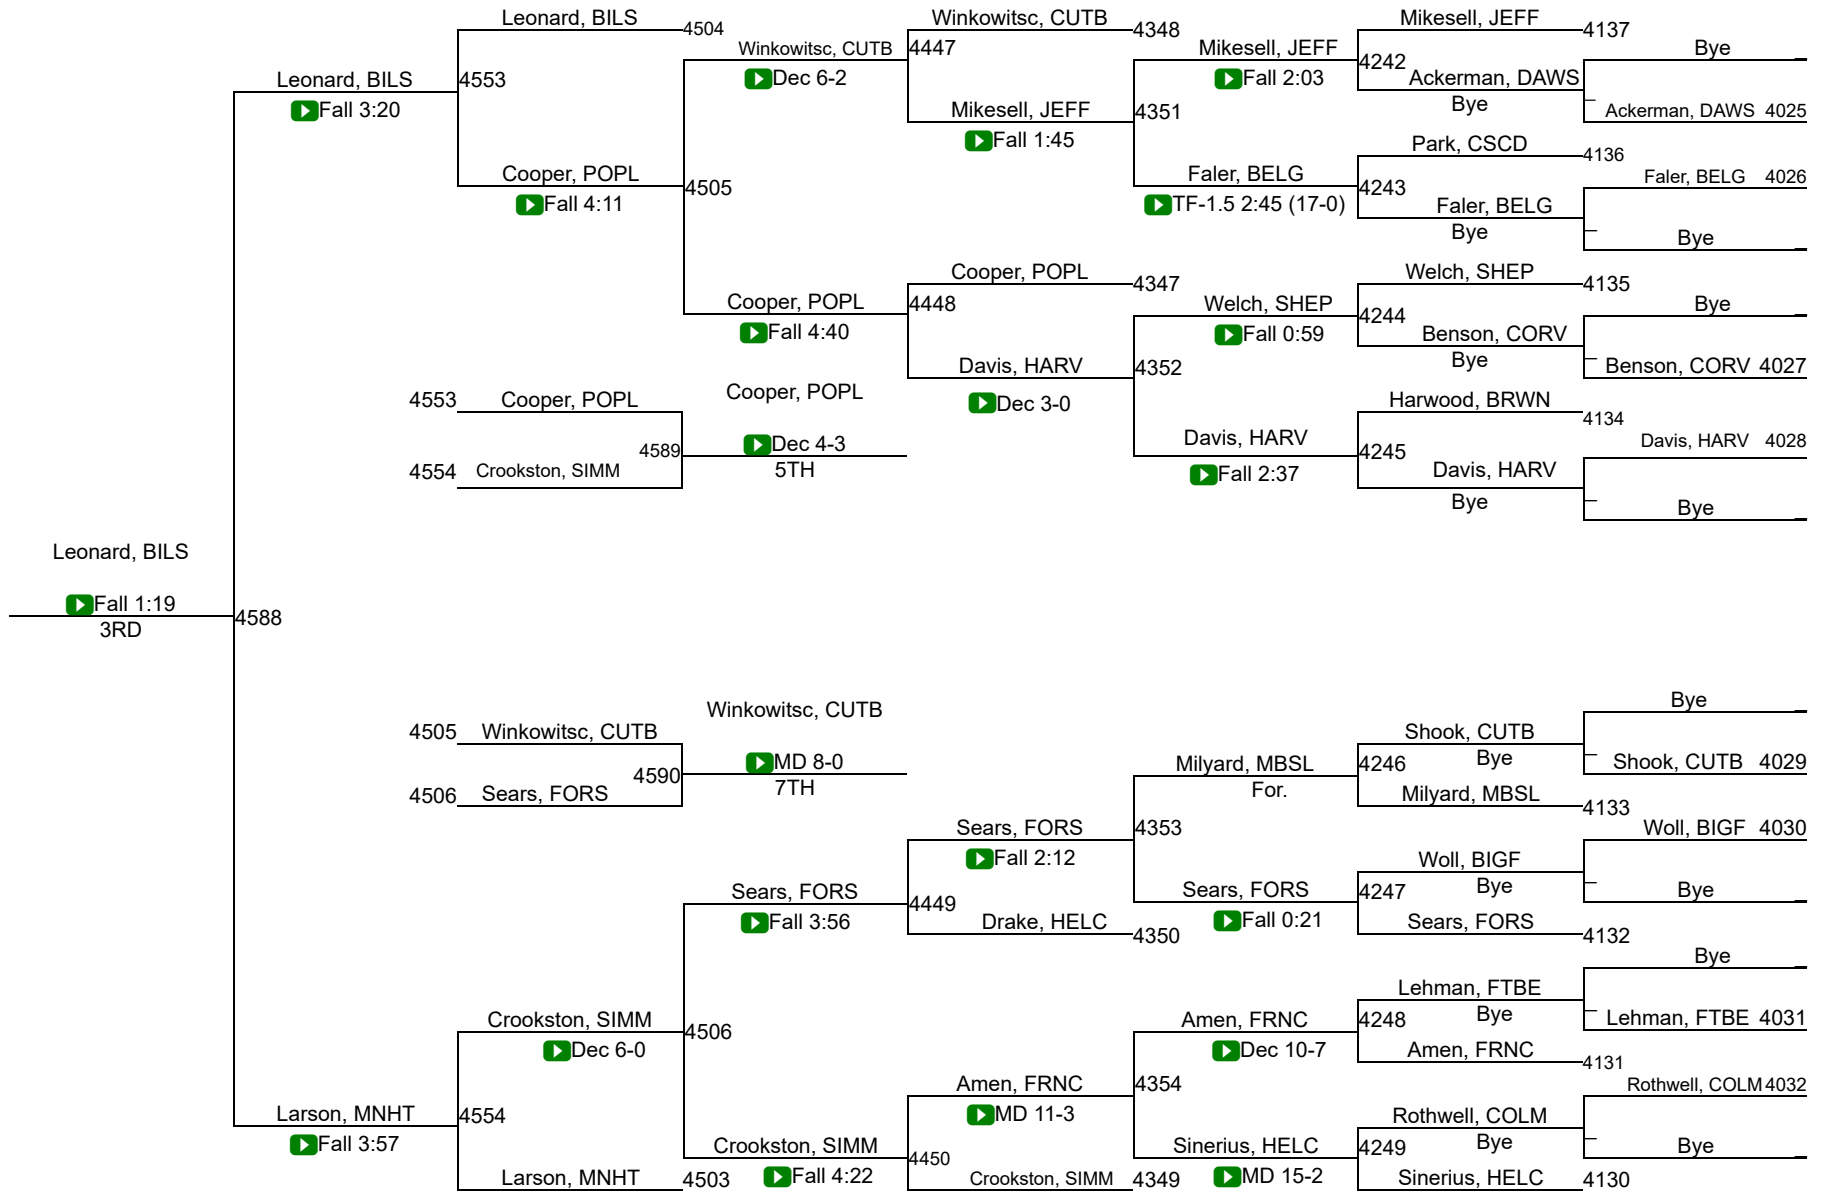 Leonard, BILS 4504
Winkowitsc, CUTB 4348
Mikesell, JEFF 4137
Winkowitsc, CUTB 4447
Mikesell, JEFF
Bye _
Leonard, BILS 4553
Dec 6-2
Fall 2:03
4242
Ackerman, DAWS
Fall 3:20
Mikesell, JEFF 4351
Bye
Ackerman, DAWS 4025
Fall 1:45
Park, CSCD 4136
Cooper, POPL 4505
Faler, BELG 4243
Faler, BELG 4026
Fall 4:11
TF-1.5 2:45 (17-0)
Faler, BELG
Bye
Bye _
Cooper, POPL 4347
Welch, SHEP 4135
Cooper, POPL 4448
Welch, SHEP 4244
Bye _
Fall 4:40
Fall 0:59
Benson, CORV
Davis, HARV 4352
Bye
Benson, CORV 4027
4553 Cooper, POPL
Cooper, POPL
Dec 3-0
Harwood, BRWN 4134
4589
Dec 4-3
Davis, HARV 4245
Davis, HARV 4028
4554 Crookston, SIMM
5TH
Fall 2:37
Davis, HARV
Bye
Bye _
Leonard, BILS
Fall 1:19
3RD
4588
Winkowitsc, CUTB
Bye _
4505 Winkowitsc, CUTB
Shook, CUTB
4590
MD 8-0
Milyard, MBSL 4246
Bye
Shook, CUTB 4029
4506 Sears, FORS
7TH
For.
Milyard, MBSL 4133
Sears, FORS 4353
Woll, BIGF 4030
Fall 2:12
Woll, BIGF
Sears, FORS 4449
Sears, FORS 4247
Bye
Bye _
Fall 3:56
Drake, HELC 4350
Fall 0:21
Sears, FORS 4132
Bye _
Lehman, FTBE
Crookston, SIMM 4506
Amen, FRNC 4248
Bye
Lehman, FTBE 4031
Dec 6-0
Dec 10-7
Amen, FRNC 4131
Amen, FRNC 4354
Rothwell, COLM 4032
Larson, MNHT 4554
MD 11-3
Rothwell, COLM
Fall 3:57
Crookston, SIMM 4450
Sinerius, HELC 4249
Bye
Bye _
Larson, MNHT 4503
Fall 4:22
Crookston, SIMM 4349
MD 15-2
Sinerius, HELC 4130